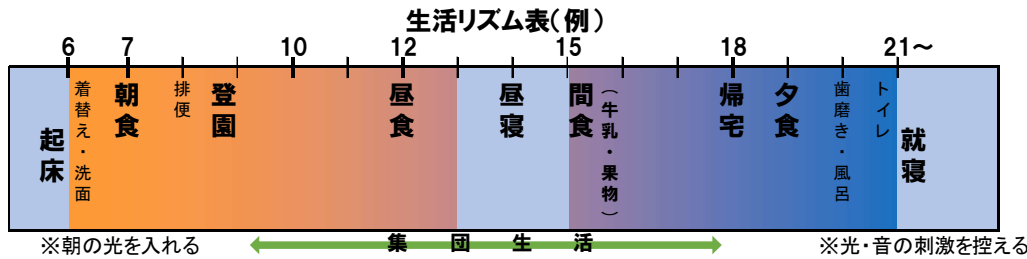 生活リズム表(例)
6 7 10 12 15 18 21～
起床
着替え・洗面
朝食
排便
登園
昼食
昼寝
間食
(牛乳・果物)
帰宅
夕食
歯磨き・風呂
トイレ
就寝
※朝の光を入れる
集団生活
※光・音の刺激を控える